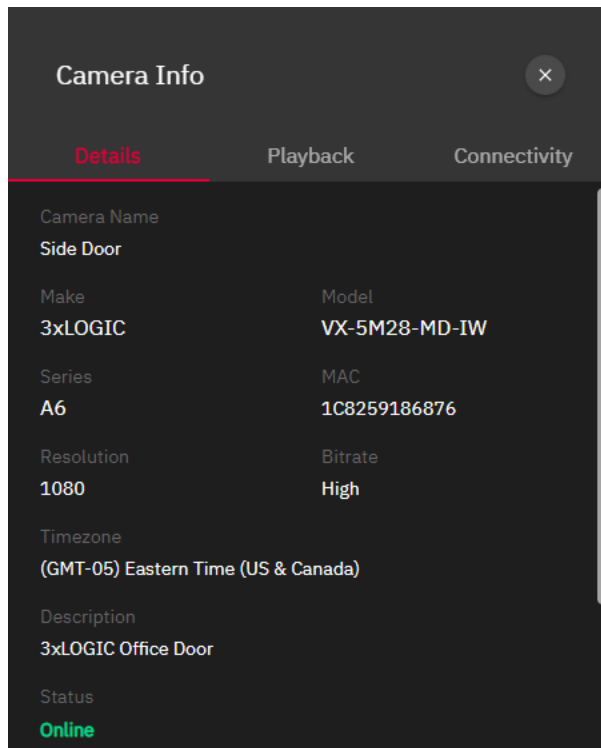 Camera Info
Details Playback Connectivity
Camera Name
Side Door
Make Model
3xLOGIC VX-5M28-MD-IW
Series MAC
A6 1C8259186876
Resolution Bitrate
1080 High
Timezone
(GMT-05) Eastern Time (US & Canada)
Description
3xLOGIC Office Door
Status
Online